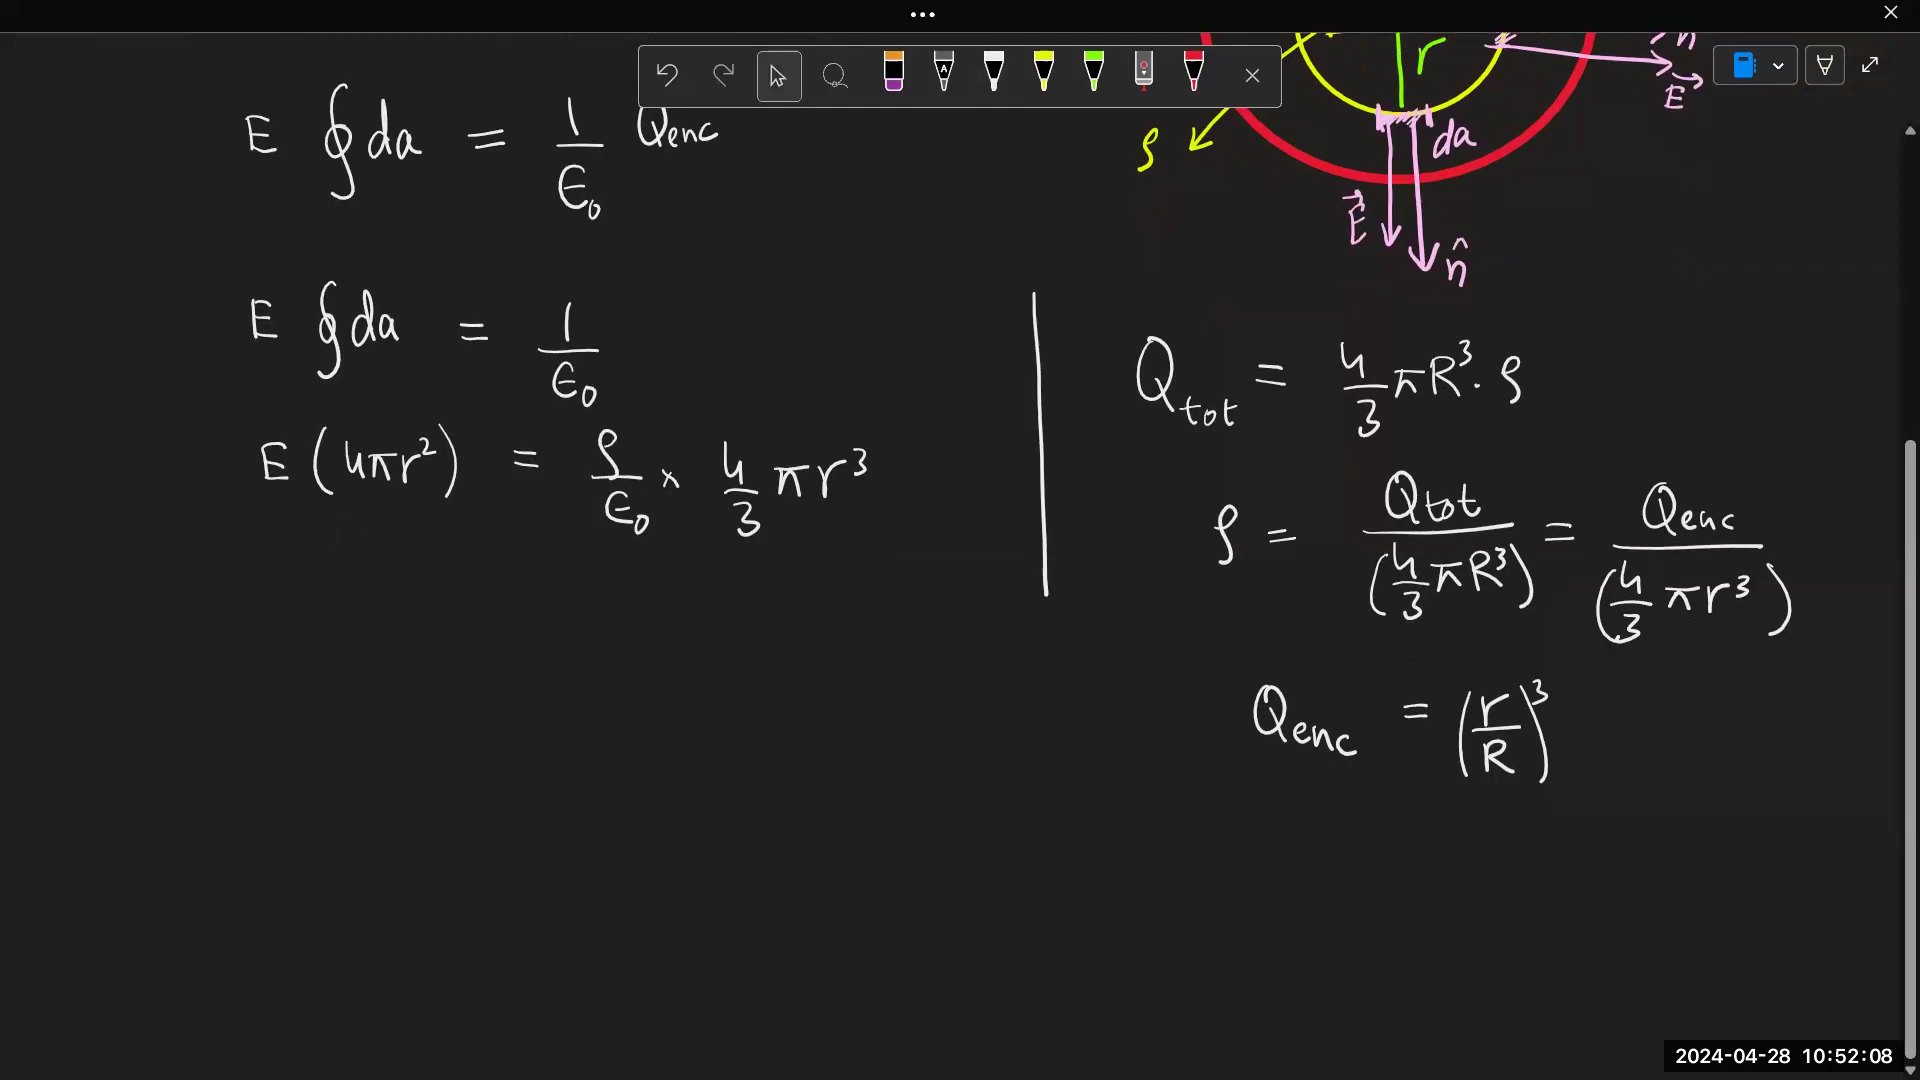 E ∮da = 1/ϵ₀ Qenc
E ∮da = 1/ϵ₀
E (4πr²) = ρ/ϵ₀ × 4/3 πr³
r
n̂
E⃗
da
ρ
E⃗
n̂
Qtot = 4/3 πR³ · ρ
ρ = Qtot/(4/3 πR³) = Qenc/(4/3 πr³)
Qenc = (r/R)³
2024-04-28 10:52:08